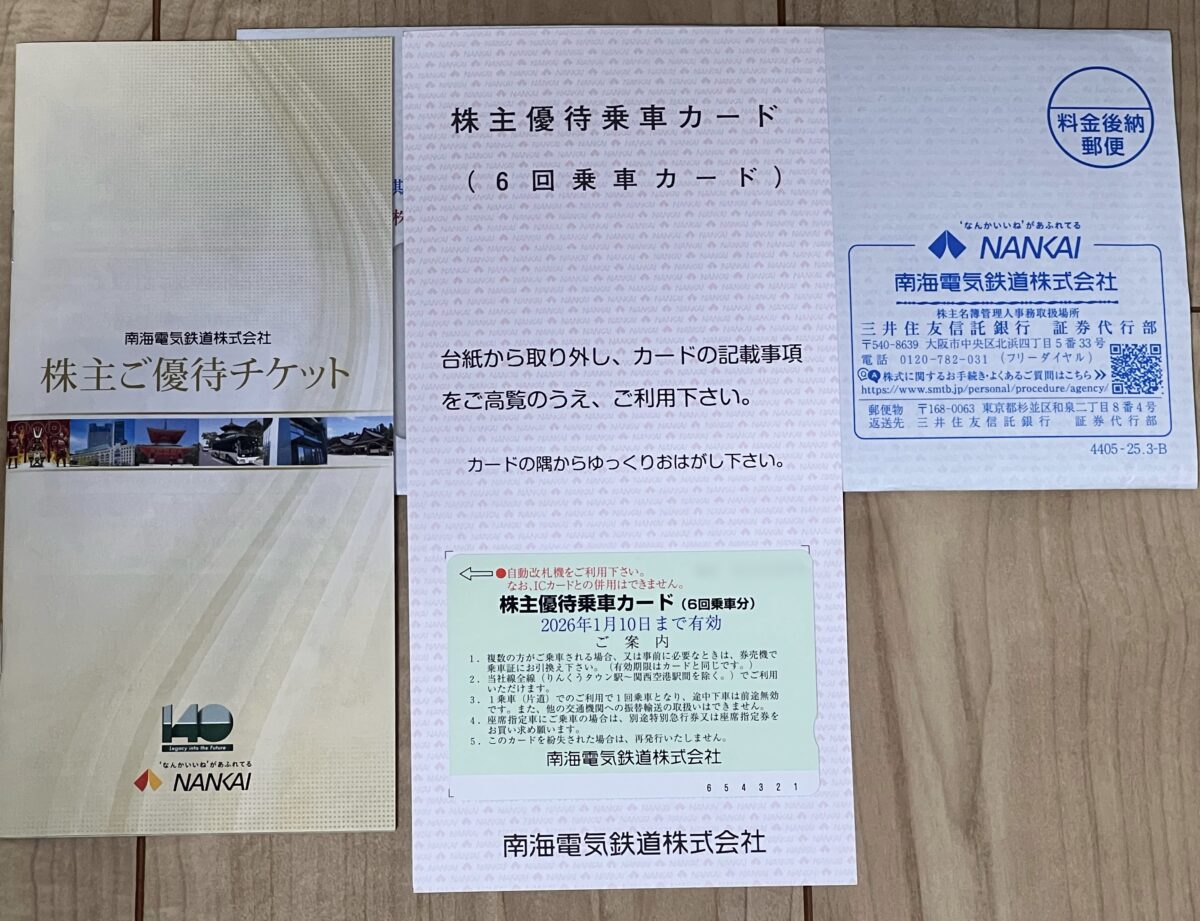 南海電気鉄道株式会社
株主ご優待チケット
140
Legacy into the Future
'なんかいいね'があふれてる
NANKAI
株主優待乗車カード
(6回乗車カード)
台紙から取り外し、カードの記載事項
をご高覧のうえ、ご利用下さい。
カードの隅からゆっくりおはがし下さい。
●自動改札機をご利用下さい。
なお、ICカードとの併用はできません。
株主優待乗車カード(6回乗車分)
2026年1月10日まで有効
ご案内
1. 複数の方がご乗車される場合、又は事前に必要なときは、券売機で
乗車証にお引換え下さい。(有効期限はカードと同じです。)
2. 当社線全線(りんくうタウン駅~関西空港駅間を除く。)でご利用
いただけます。
3. 1乗車(片道)でのご利用で1回乗車となり、途中下車は前途無効
です。また、他の交通機関への振替輸送の取扱いはできません。
4. 座席指定車にご乗車の場合は、別途特別急行券又は座席指定券を
お買い求め願います。
5. このカードを紛失された場合は、再発行いたしません。
南海電気鉄道株式会社
6 5 4 3 2 1
南海電気鉄道株式会社
料金後納
郵便
'なんかいいね'があふれてる
NANKAI
南海電気鉄道株式会社
株主名簿管理人事務取扱場所
三井住友信託銀行 証券代行部
〒540-8639 大阪市中央区北浜四丁目5番33号
電話 0120-782-031 (フリーダイヤル)
QA 株式に関するお手続き・よくあるご質問はこちら
https://www.smtb.jp/personal/procedure/agency/
郵便物 〒168-0063 東京都杉並区和泉二丁目8番4号
返送先 三井住友信託銀行 証券代行部
4405-25.3-B